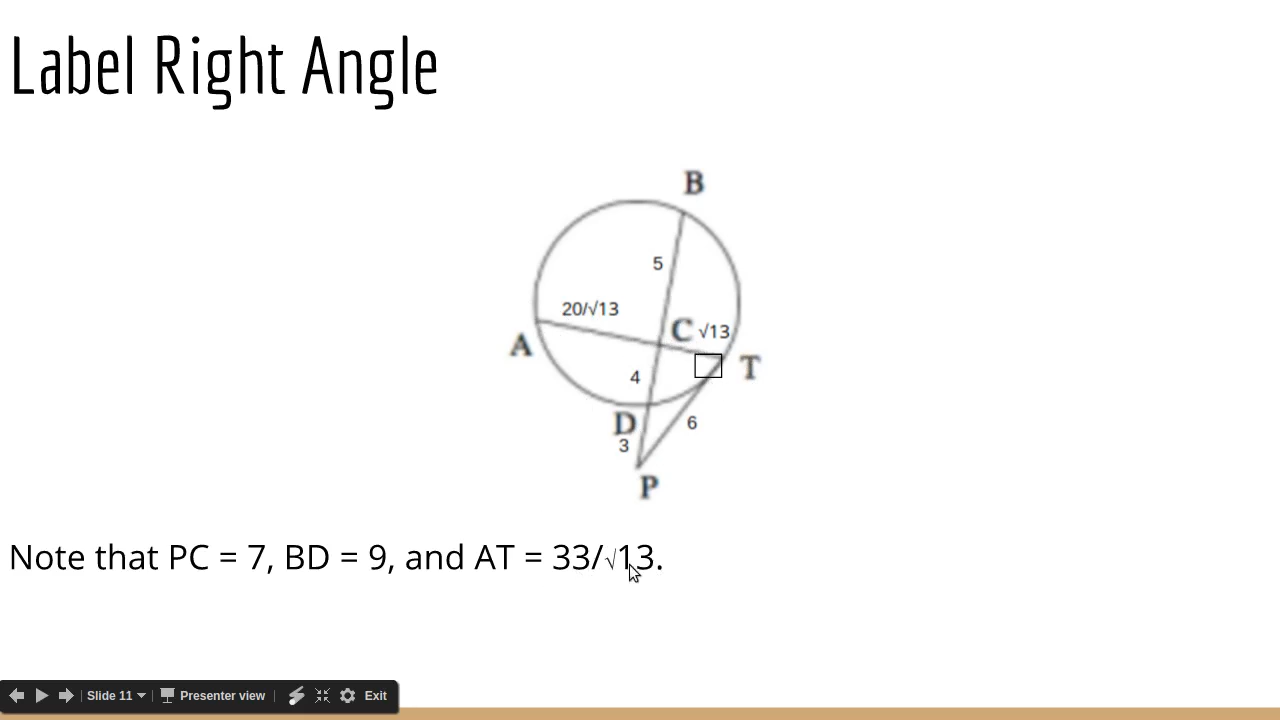 Label Right Angle
B
5
20/√13
C √13
A
T
4
D
6
3
P
Note that PC = 7, BD = 9, and AT = 33/√13.
Slide 11
Presenter view
Exit